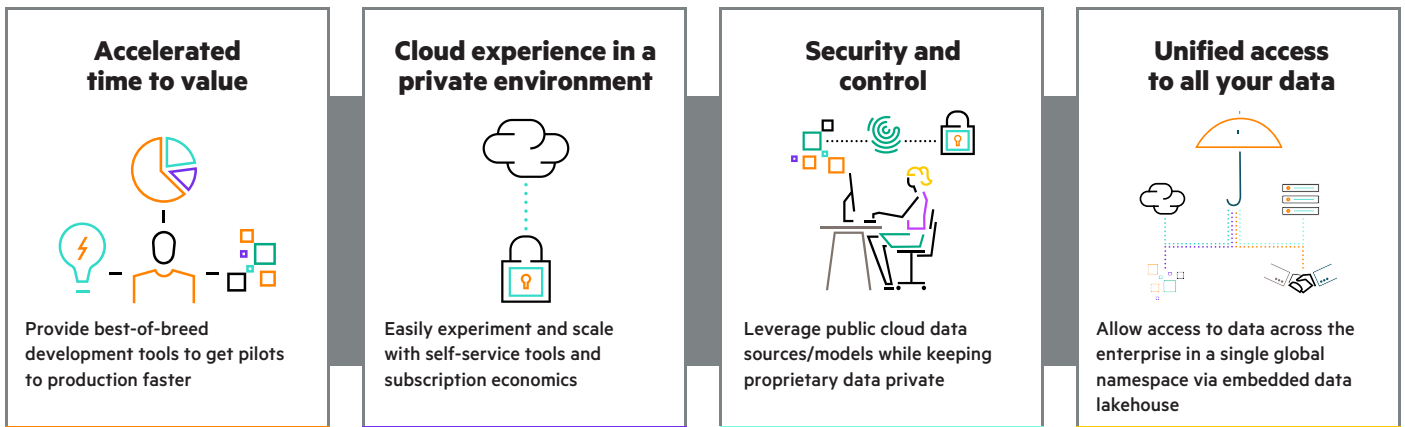 Accelerated
time to value
Provide best-of-breed
development tools to get pilots
to production faster
Cloud experience in a
private environment
Easily experiment and scale
with self-service tools and
subscription economics
Security and
control
Leverage public cloud data
sources/models while keeping
proprietary data private
Unified access
to all your data
Allow access to data across the
enterprise in a single global
namespace via embedded data
lakehouse